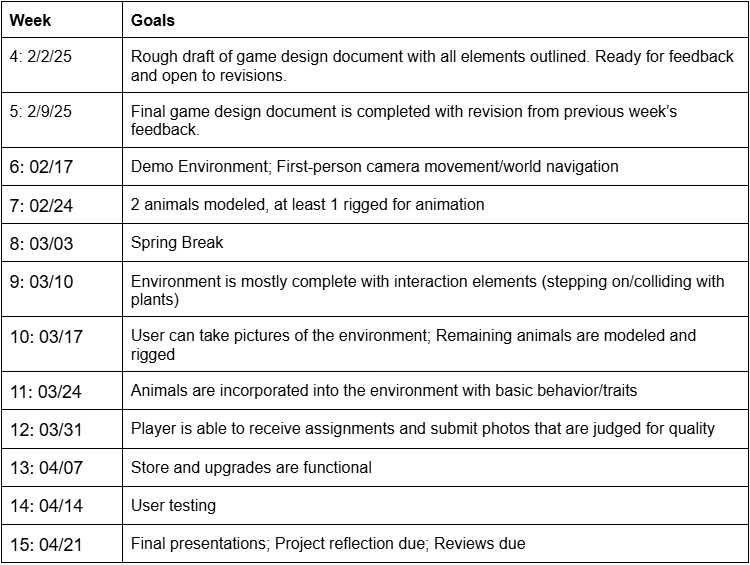 Week Goals
4: 2/2/25 Rough draft of game design document with all elements outlined. Ready for feedback
and open to revisions.
5: 2/9/25 Final game design document is completed with revision from previous week's
feedback.
6: 02/17 Demo Environment; First-person camera movement/world navigation
7: 02/24 2 animals modeled, at least 1 rigged for animation
8: 03/03 Spring Break
9: 03/10 Environment is mostly complete with interaction elements (stepping on/colliding with
plants)
10: 03/17 User can take pictures of the environment; Remaining animals are modeled and
rigged
11: 03/24 Animals are incorporated into the environment with basic behavior/traits
12: 03/31 Player is able to receive assignments and submit photos that are judged for quality
13: 04/07 Store and upgrades are functional
14: 04/14 User testing
15: 04/21 Final presentations; Project reflection due; Reviews due